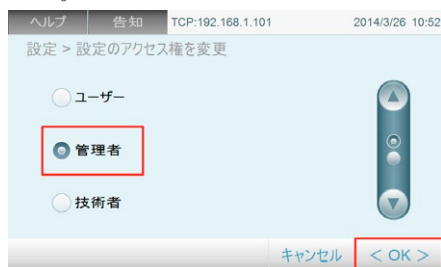 ヘルプ 告知 TCP:192.168.1.101 2014/3/26 10:52
設定 > 設定のアクセス権を変更
ユーザー
管理者
技術者
キャンセル < OK >